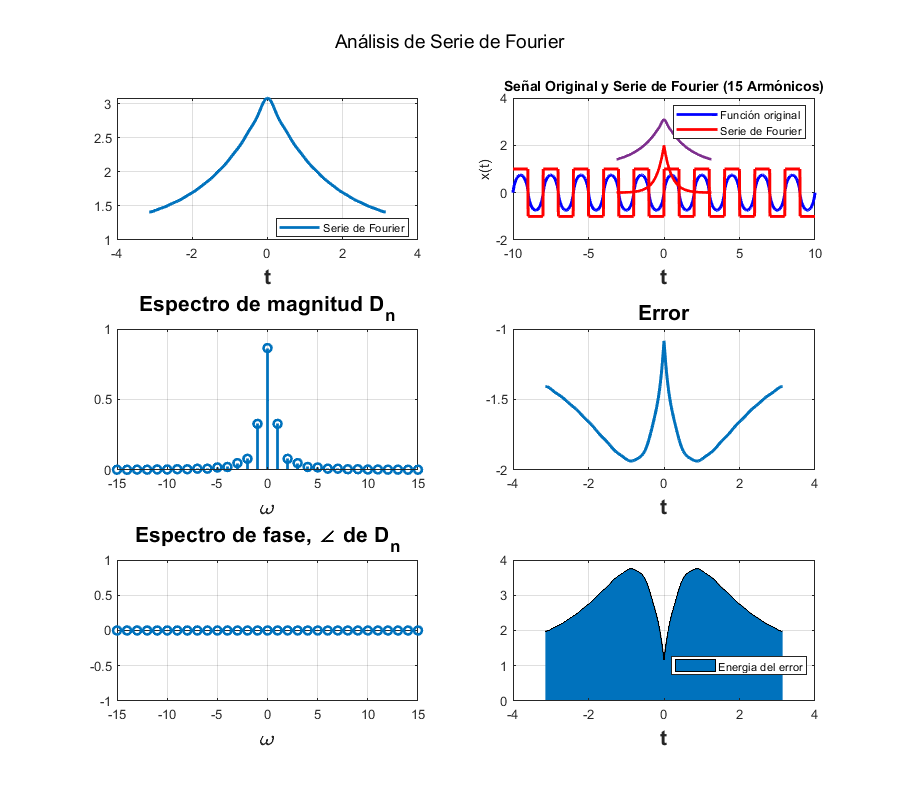 Análisis de Serie de Fourier
3
2.5
2
1.5
1
-4 -2 0 2 4
Serie de Fourier
t
Señal Original y Serie de Fourier (15 Armónicos)
4
2
0
-2
x(t)
-10 -5 0 5 10
Función original
Serie de Fourier
t
Espectro de magnitud Dn
1
0.5
0
-15 -10 -5 0 5 10 15
ω
Error
-1
-1.5
-2
-4 -2 0 2 4
t
Espectro de fase, ∠ de Dn
1
0.5
0
-0.5
-1
-15 -10 -5 0 5 10 15
ω
4
3
2
1
0
-4 -2 0 2 4
Energia del error
t